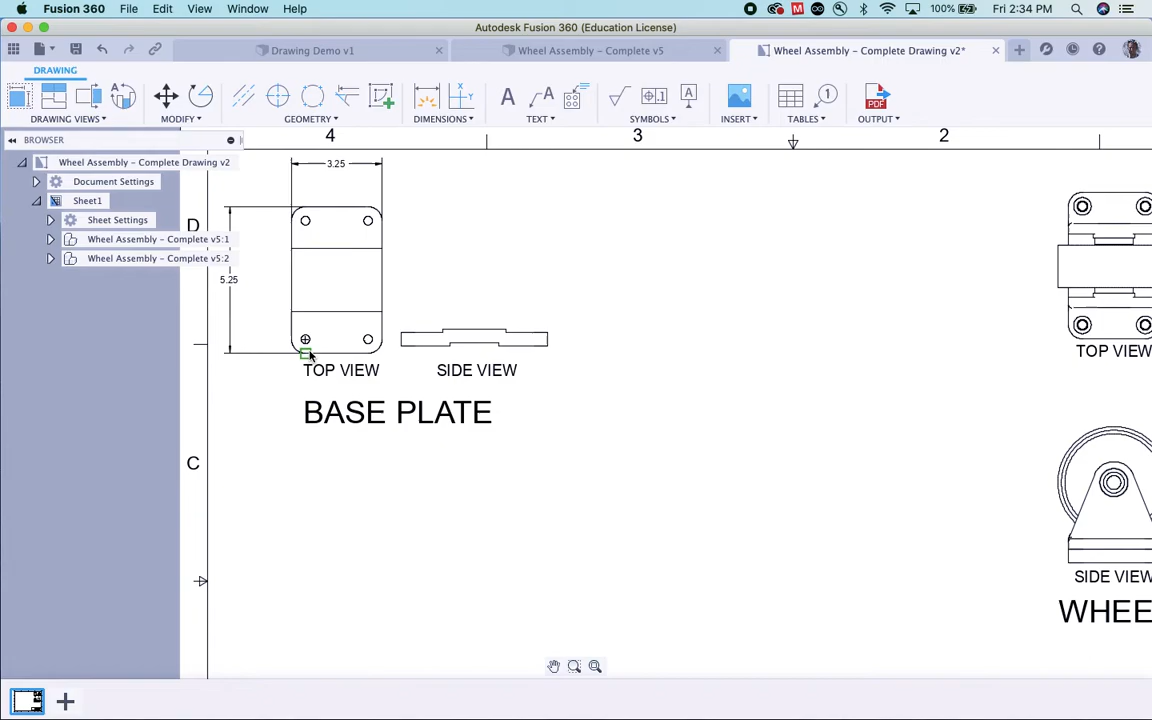 Fusion 360 File Edit View Window Help 100% Fri 2:34 PM
Autodesk Fusion 360 (Education License)
Drawing Demo v1 Wheel Assembly - Complete v5 Wheel Assembly - Complete Drawing v2*
DRAWING
DRAWING VIEWS MODIFY GEOMETRY DIMENSIONS TEXT SYMBOLS INSERT TABLES OUTPUT
PDF
BROWSER
Wheel Assembly - Complete Drawing v2
Document Settings
Sheet1
Sheet Settings
Wheel Assembly - Complete v5:1
Wheel Assembly - Complete v5:2
4 3 2
3.25
D
5.25
TOP VIEW SIDE VIEW
BASE PLATE
TOP VIEW
C
SIDE VIEW
WHEE